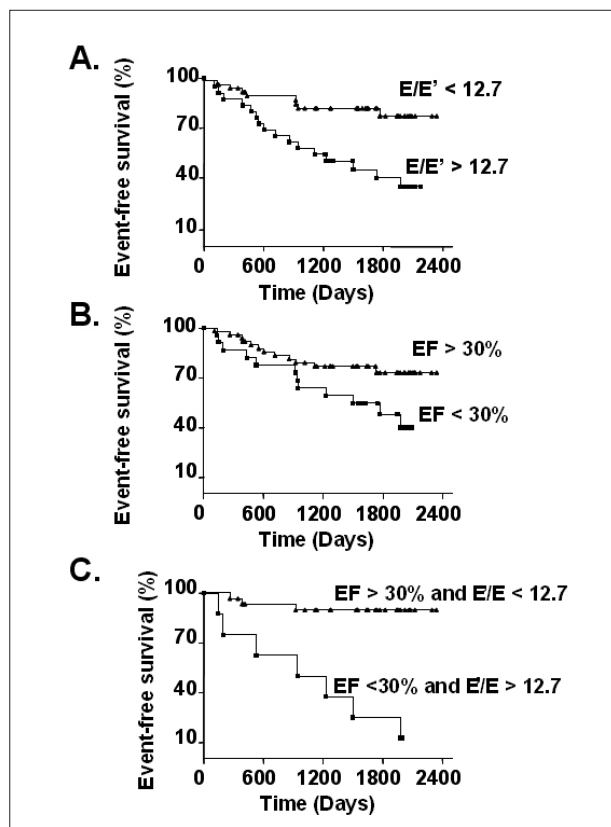 A.
Event-free survival (%)
100
70
40
10
E/E' < 12.7
E/E' > 12.7
0 600 1200 1800 2400
Time (Days)
B.
Event-free survival (%)
100
70
40
10
EF > 30%
EF < 30%
0 600 1200 1800 2400
Time (Days)
C.
Event-free survival (%)
100
70
40
10
EF > 30% and E/E < 12.7
EF <30% and E'/E > 12.7
0 600 1200 1800 2400
Time (Days)